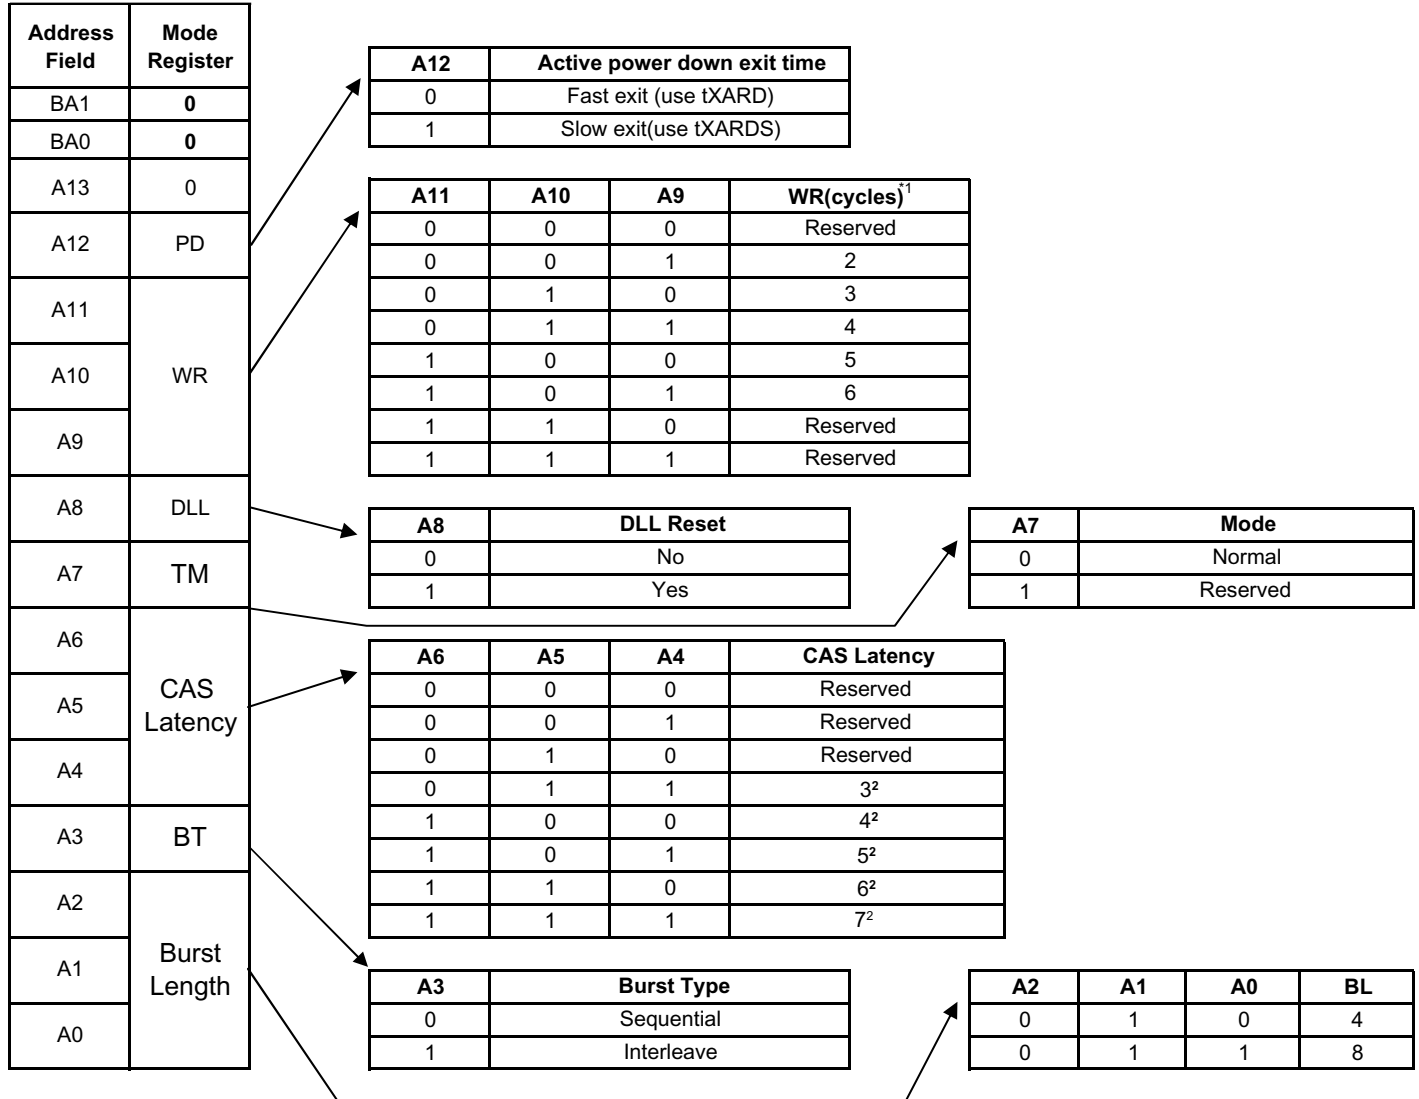 Address Field Mode Register
BA1 0
BA0 0
A13 0
A12 PD
A11
A10 WR
A9
A8 DLL
A7 TM
A6
A5 CAS Latency
A4
A3 BT
A2
A1 Burst Length
A0
A12 Active power down exit time
0 Fast exit (use tXARD)
1 Slow exit(use tXARDS)
A11 A10 A9 WR(cycles)*1
0 0 0 Reserved
0 0 1 2
0 1 0 3
0 1 1 4
1 0 0 5
1 0 1 6
1 1 0 Reserved
1 1 1 Reserved
A8 DLL Reset
0 No
1 Yes
A7 Mode
0 Normal
1 Reserved
A6 A5 A4 CAS Latency
0 0 0 Reserved
0 0 1 Reserved
0 1 0 Reserved
0 1 1 3²
1 0 0 4²
1 0 1 5²
1 1 0 6²
1 1 1 7²
A3 Burst Type
0 Sequential
1 Interleave
A2 A1 A0 BL
0 1 0 4
0 1 1 8